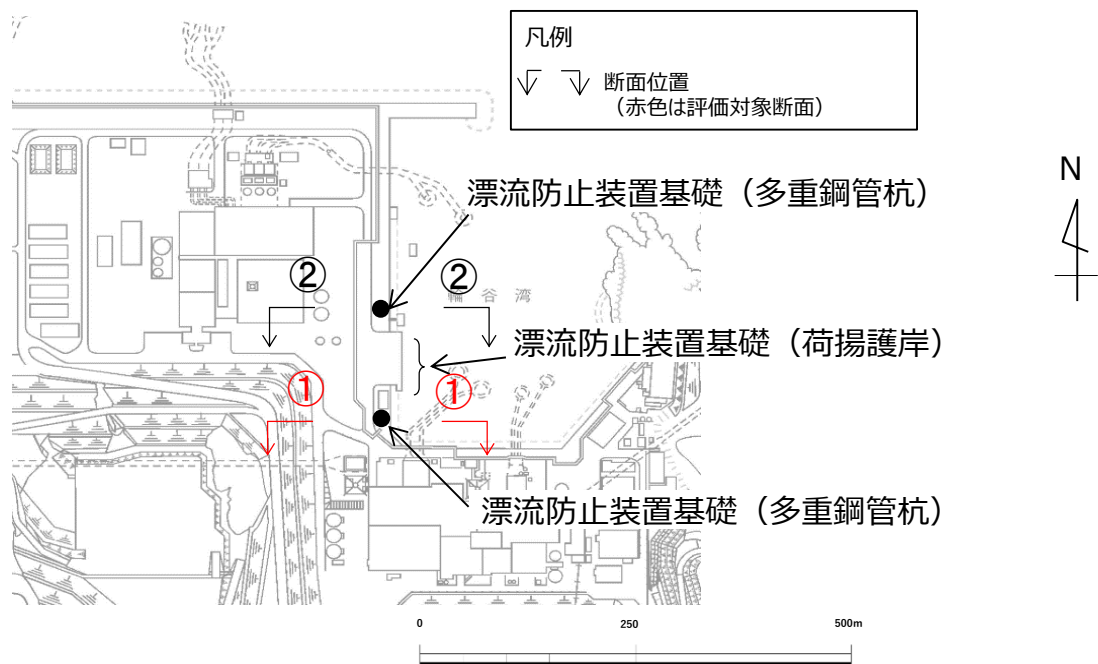 凡例
断面位置
（赤色は評価対象断面）
N
漂流防止装置基礎（多重鋼管杭）
②
②
輪谷湾
漂流防止装置基礎（荷揚護岸）
①
①
漂流防止装置基礎（多重鋼管杭）
0
250
500m